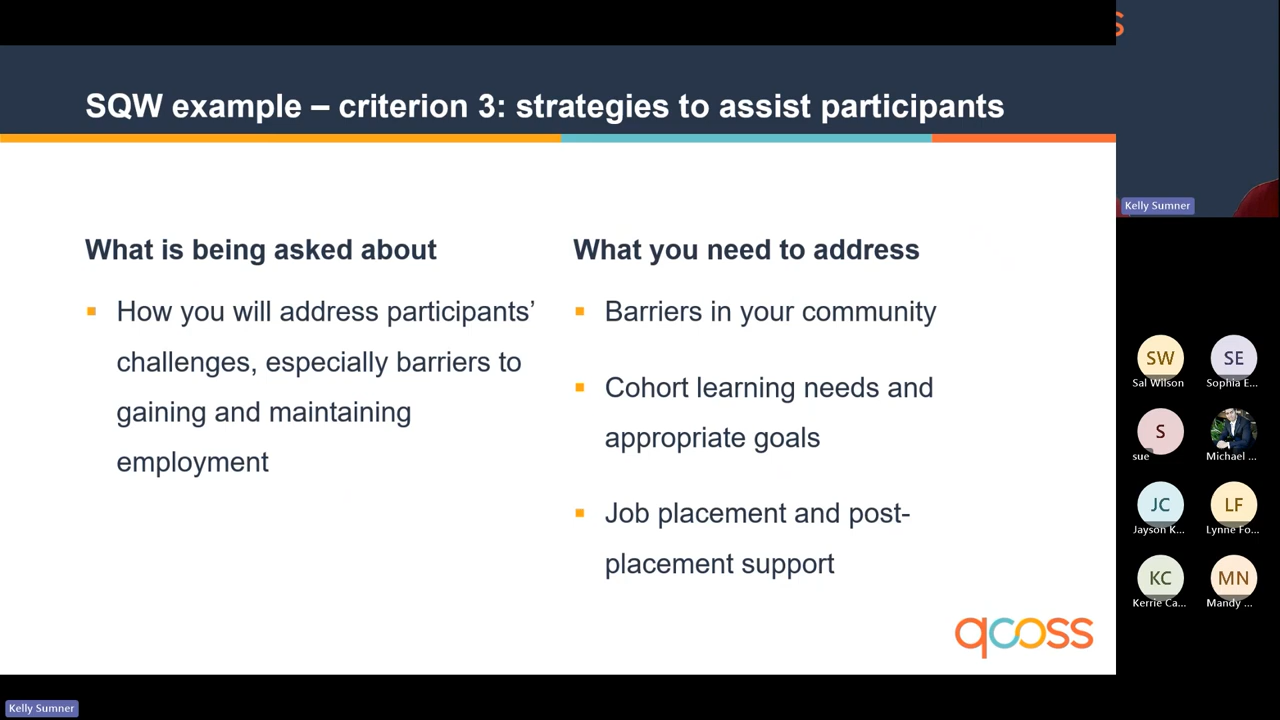 SQW example – criterion 3: strategies to assist participants
What is being asked about
How you will address participants’
challenges, especially barriers to
gaining and maintaining
employment
What you need to address
Barriers in your community
Cohort learning needs and
appropriate goals
Job placement and post-
placement support
qcoss
Kelly Sumner
Kelly Sumner
SW
Sal Wilson
SE
Sophia E...
S
sue
Michael ...
JC
Jayson K...
LF
Lynne Fo...
KC
Kerrie Ca...
MN
Mandy ...